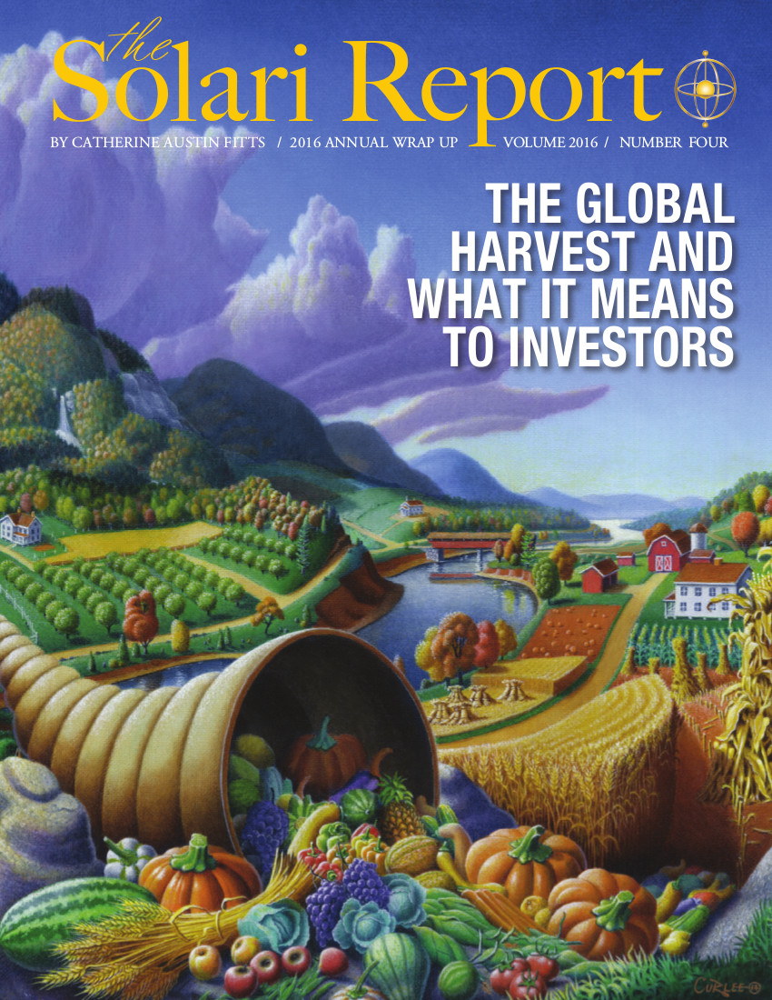 the
Solari Report
BY CATHERINE AUSTIN FITTS / 2016 ANNUAL WRAP UP VOLUME 2016 / NUMBER FOUR
THE GLOBAL
HARVEST AND
WHAT IT MEANS
TO INVESTORS
CURLEE